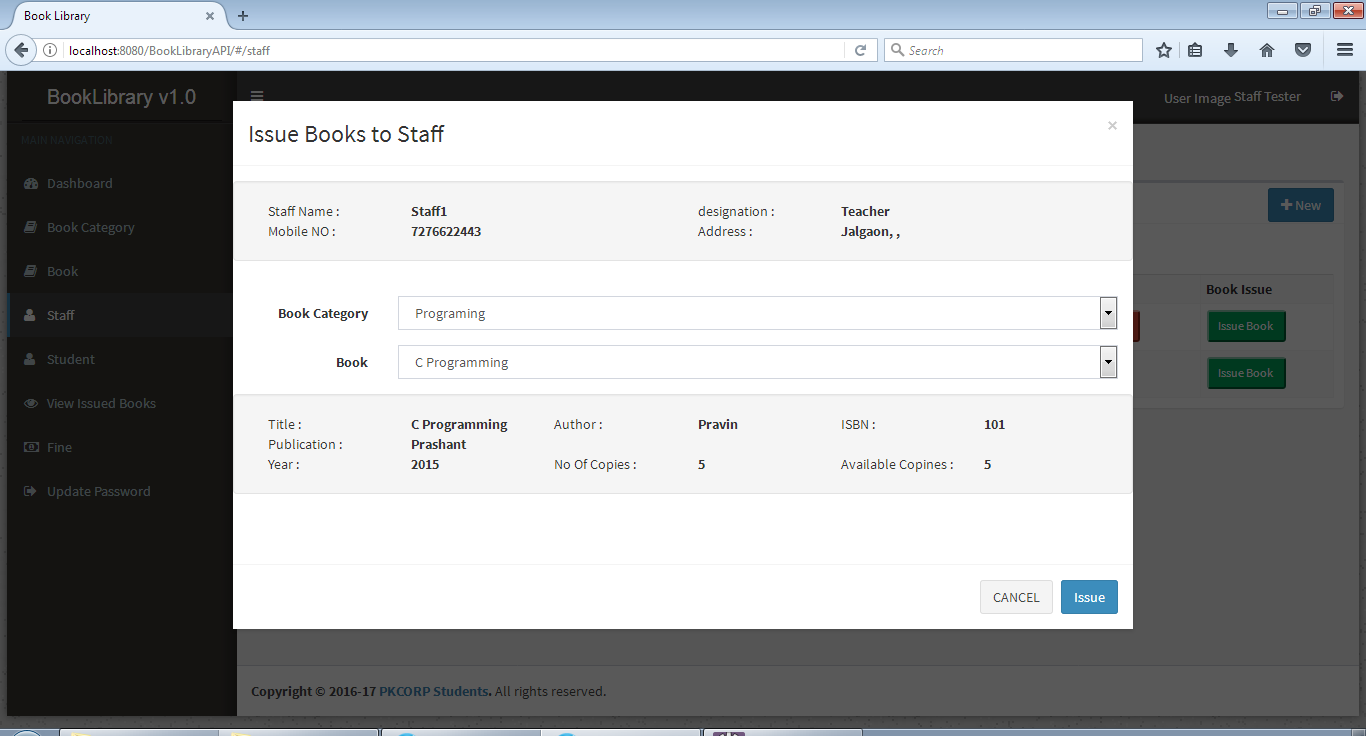 Book Library
localhost:8080/BookLibraryAPI/#/staff
Search
BookLibrary v1.0
User Image Staff Tester
MAIN NAVIGATION
Dashboard
Book Category
Book
Staff
Student
View Issued Books
Fine
Update Password
New
Book Issue
Issue Book
Issue Book
Issue Books to Staff
×
Staff Name : Staff1 designation : Teacher
Mobile NO : 7276622443 Address : Jalgaon, ,
Book Category Programing
Book C Programming
Title : C Programming Author : Pravin ISBN : 101
Publication : Prashant
Year : 2015 No Of Copies : 5 Available Copines : 5
CANCEL Issue
Copyright © 2016-17 PKCORP Students. All rights reserved.